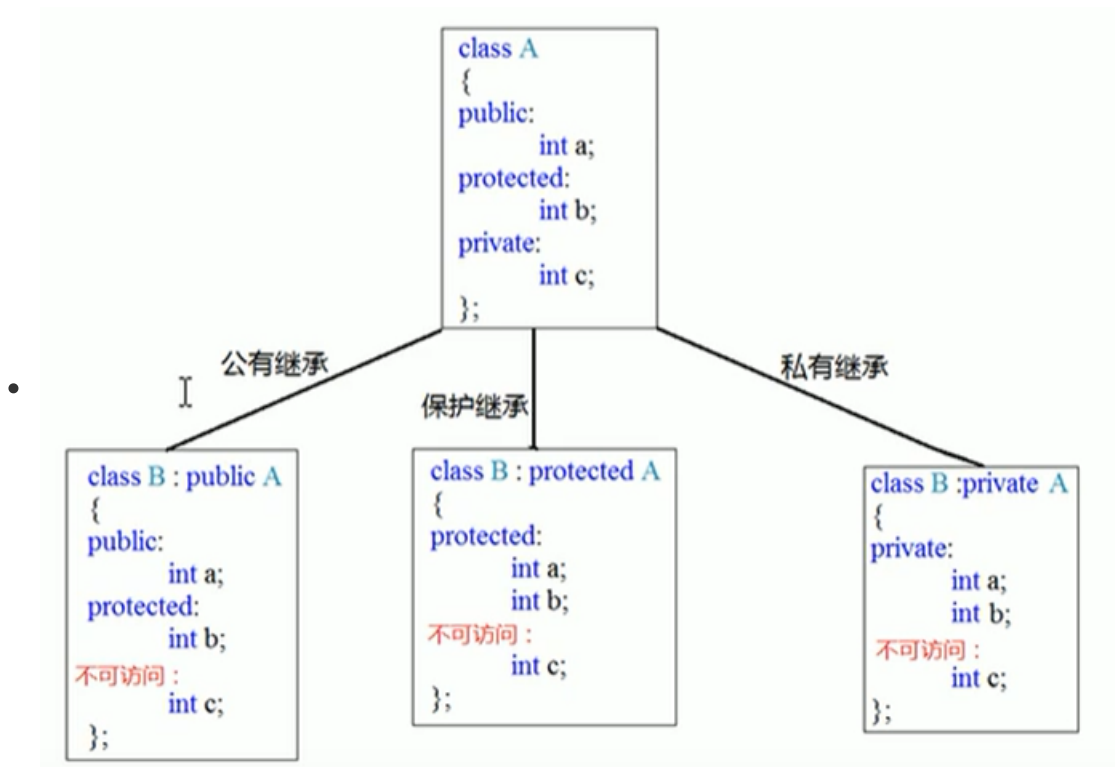 class A
{
public:
int a;
protected:
int b;
private:
int c;
};
公有继承
保护继承
私有继承
class B : public A
{
public:
int a;
protected:
int b;
不可访问：
int c;
};
class B : protected A
{
protected:
int a;
int b;
不可访问：
int c;
};
class B :private A
{
private:
int a;
int b;
不可访问：
int c;
};